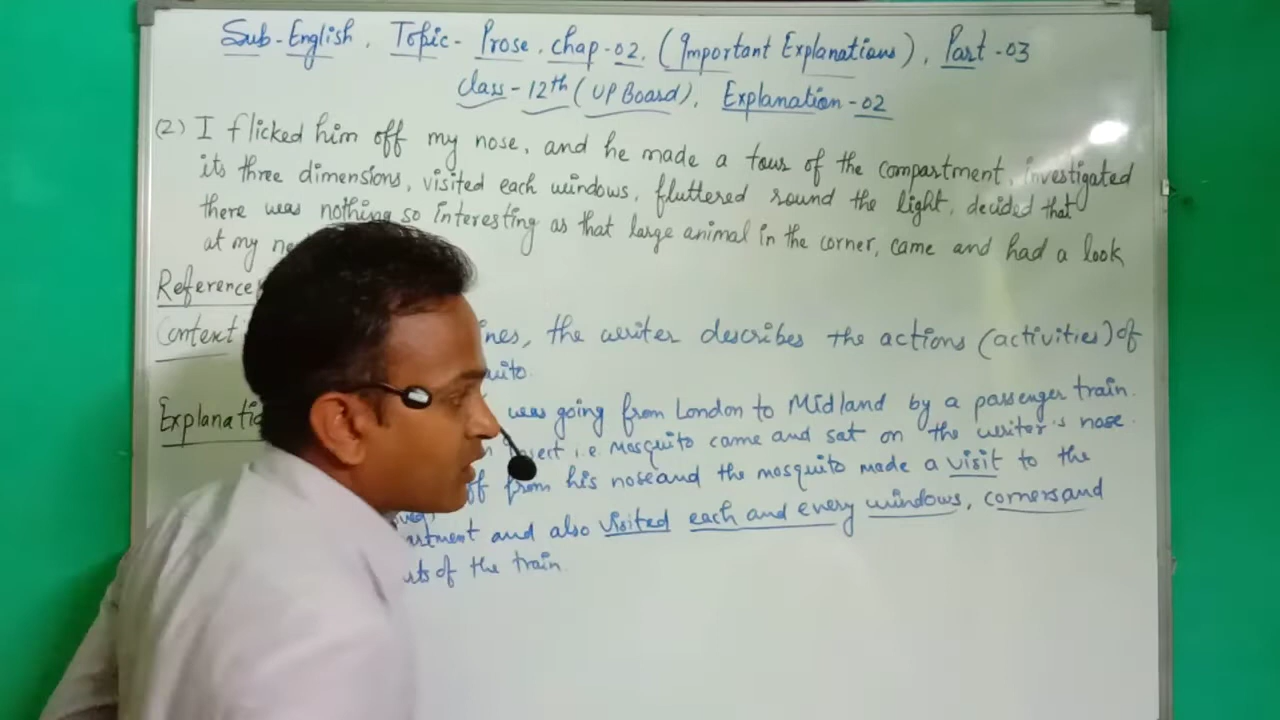 Sub-English, Topic- Prose, chap-02, (Important Explanations), Part-03
Class-12th (UP Board), Explanation-02
(2) I flicked him off my nose, and he made a tour of the compartment, investigated
its three dimensions, visited each windows, fluttered round the light, decided that
there was nothing so interesting as that large animal in the corner, came and had a look
at my
Reference
Context
the writer describes the actions (activities) of
Explanatio
was going from London to Midland by a passenger train.
i.e Mosquito came and sat on the writer's nose.
from his nose and the mosquito made a visit to the
and also visited each and every windows, corners and
of the train.